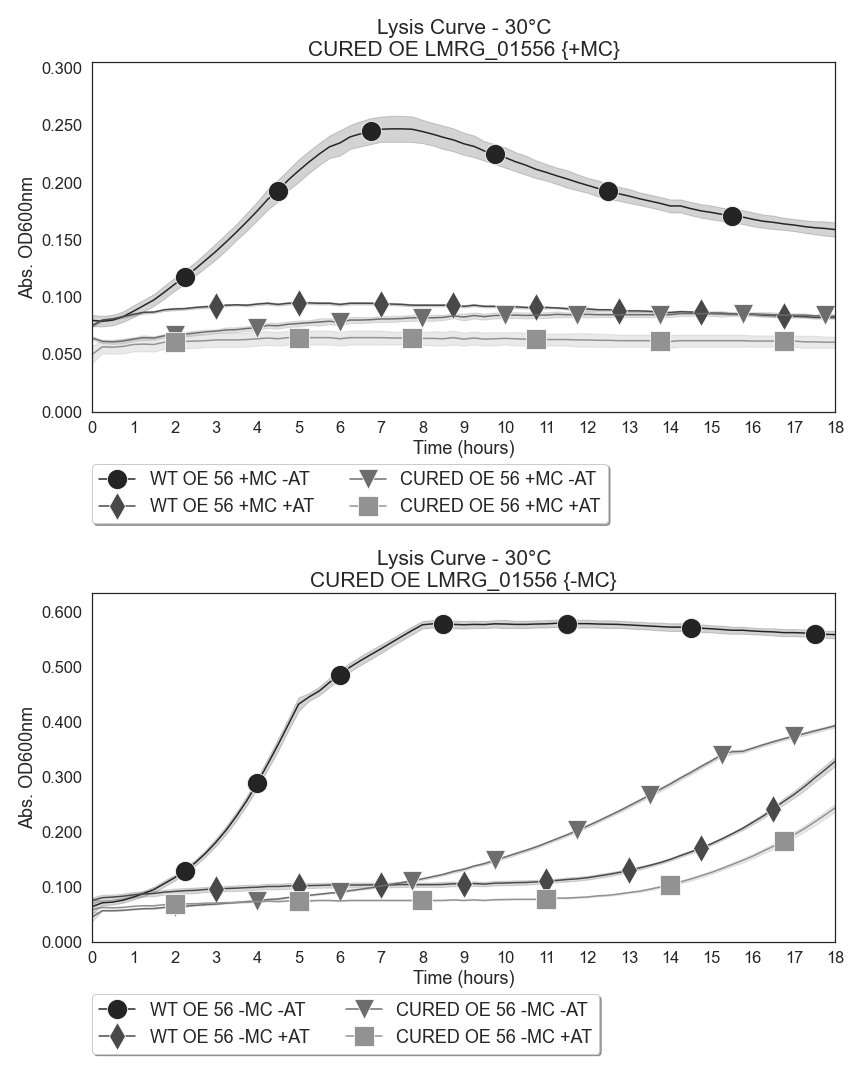 Lysis Curve - 30°C
CURED OE LMRG_01556 {+MC}
Abs. OD600nm
0.300
0.250
0.200
0.150
0.100
0.050
0.000
0 1 2 3 4 5 6 7 8 9 10 11 12 13 14 15 16 17 18
Time (hours)
WT OE 56 +MC -AT CURED OE 56 +MC -AT
WT OE 56 +MC +AT CURED OE 56 +MC +AT
Lysis Curve - 30°C
CURED OE LMRG_01556 {-MC}
Abs. OD600nm
0.600
0.500
0.400
0.300
0.200
0.100
0.000
0 1 2 3 4 5 6 7 8 9 10 11 12 13 14 15 16 17 18
Time (hours)
WT OE 56 -MC -AT CURED OE 56 -MC -AT
WT OE 56 -MC +AT CURED OE 56 -MC +AT